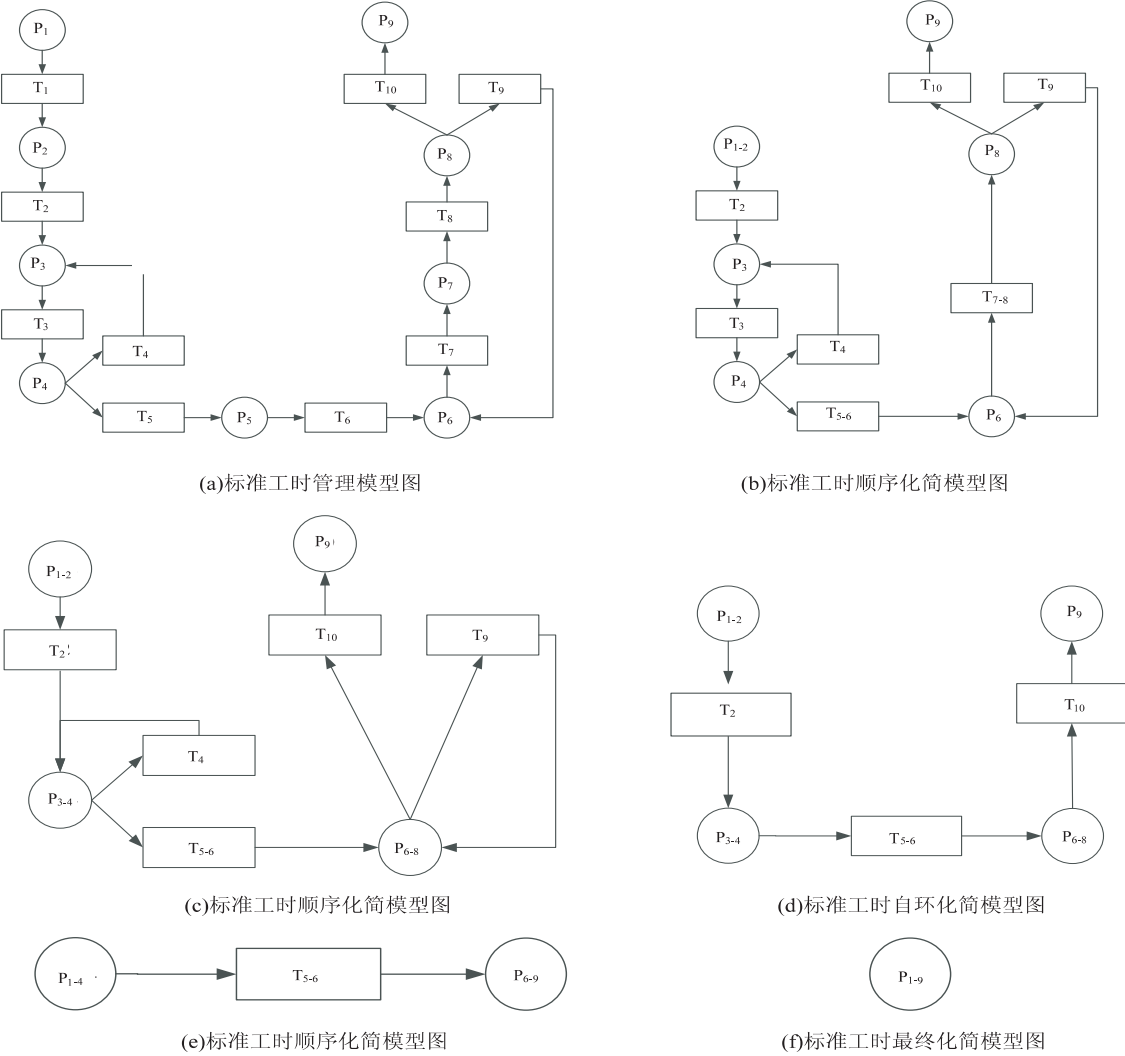 P1
T1
P2
T2
P3
T3
P4
T4
T5
P5
T6
P6
T7
P7
T8
P8
T9
T10
P9
(a)标准工时管理模型图
P1-2
T2
P3
T3
P4
T4
T5-6
P6
T7-8
P8
T9
T10
P9
(b)标准工时顺序化简模型图
P1-2
T2
P3-4
T4
T5-6
P6-8
T9
T10
P9
(c)标准工时顺序化简模型图
P1-2
T2
P3-4
T5-6
P6-8
T10
P9
(d)标准工时自环化简模型图
P1-4
T5-6
P6-9
(e)标准工时顺序化简模型图
P1-9
(f)标准工时最终化简模型图